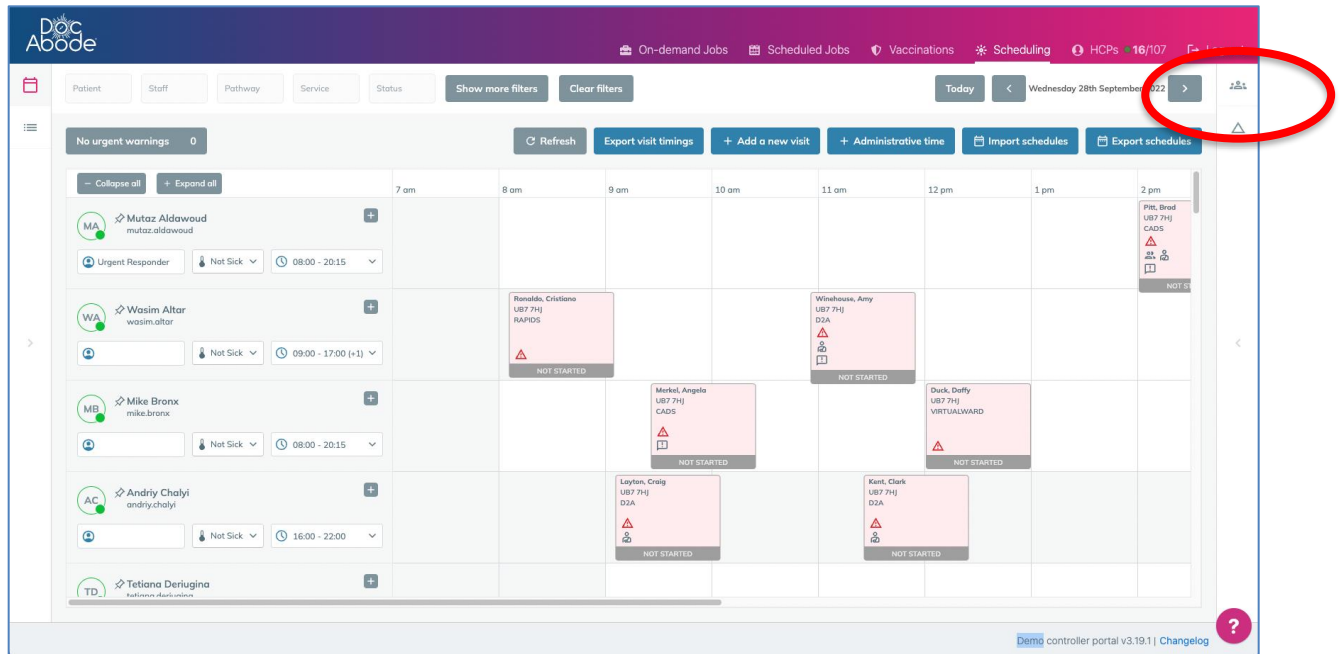 Doc
Abode
On-demand Jobs Scheduled Jobs Vaccinations Scheduling HCPs 16/107
Patient Staff Pathway Service Status Show more filters Clear filters Today < Wednesday 28th September 2022 >
No urgent warnings 0 Refresh Export visit timings + Add a new visit + Administrative time Import schedules Export schedules
− Collapse all + Expand all 7 am 8 am 9 am 10 am 11 am 12 pm 1 pm 2 pm
MA Mutaz Aldawoud +
mutaz.aldawoud
Urgent Responder Not Sick 08:00 - 20:15
Pitt, Brad
UB7 7HJ
CADS
NOT ST
WA Wasim Altar +
wasim.altar
Not Sick 09:00 - 17:00 (+1)
Ronaldo, Cristiano
UB7 7HJ
RAPIDS
NOT STARTED
Winehouse, Amy
UB7 7HJ
D2A
NOT STARTED
MB Mike Bronx +
mike.bronx
Not Sick 08:00 - 20:15
Merkel, Angela
UB7 7HJ
CADS
NOT STARTED
Duck, Daffy
UB7 7HJ
VIRTUALWARD
NOT STARTED
AC Andriy Chalyi +
andriy.chalyi
Not Sick 16:00 - 22:00
Layton, Craig
UB7 7HJ
D2A
NOT STARTED
Kent, Clark
UB7 7HJ
D2A
NOT STARTED
TD Tetiana Deriugina +
tetiana.deriugina
?
Demo controller portal v3.19.1 | Changelog